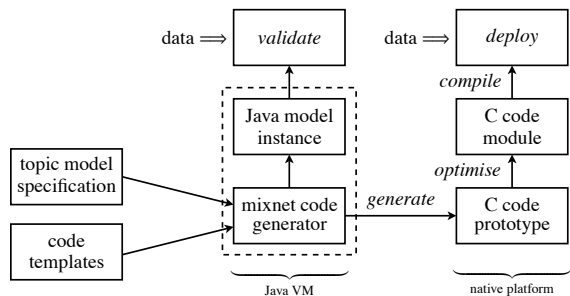 data ⟹ validate
data ⟹ deploy
compile
Java model
instance
C code
module
topic model
specification
optimise
mixnet code
generator
generate
C code
prototype
code
templates
Java VM
native platform